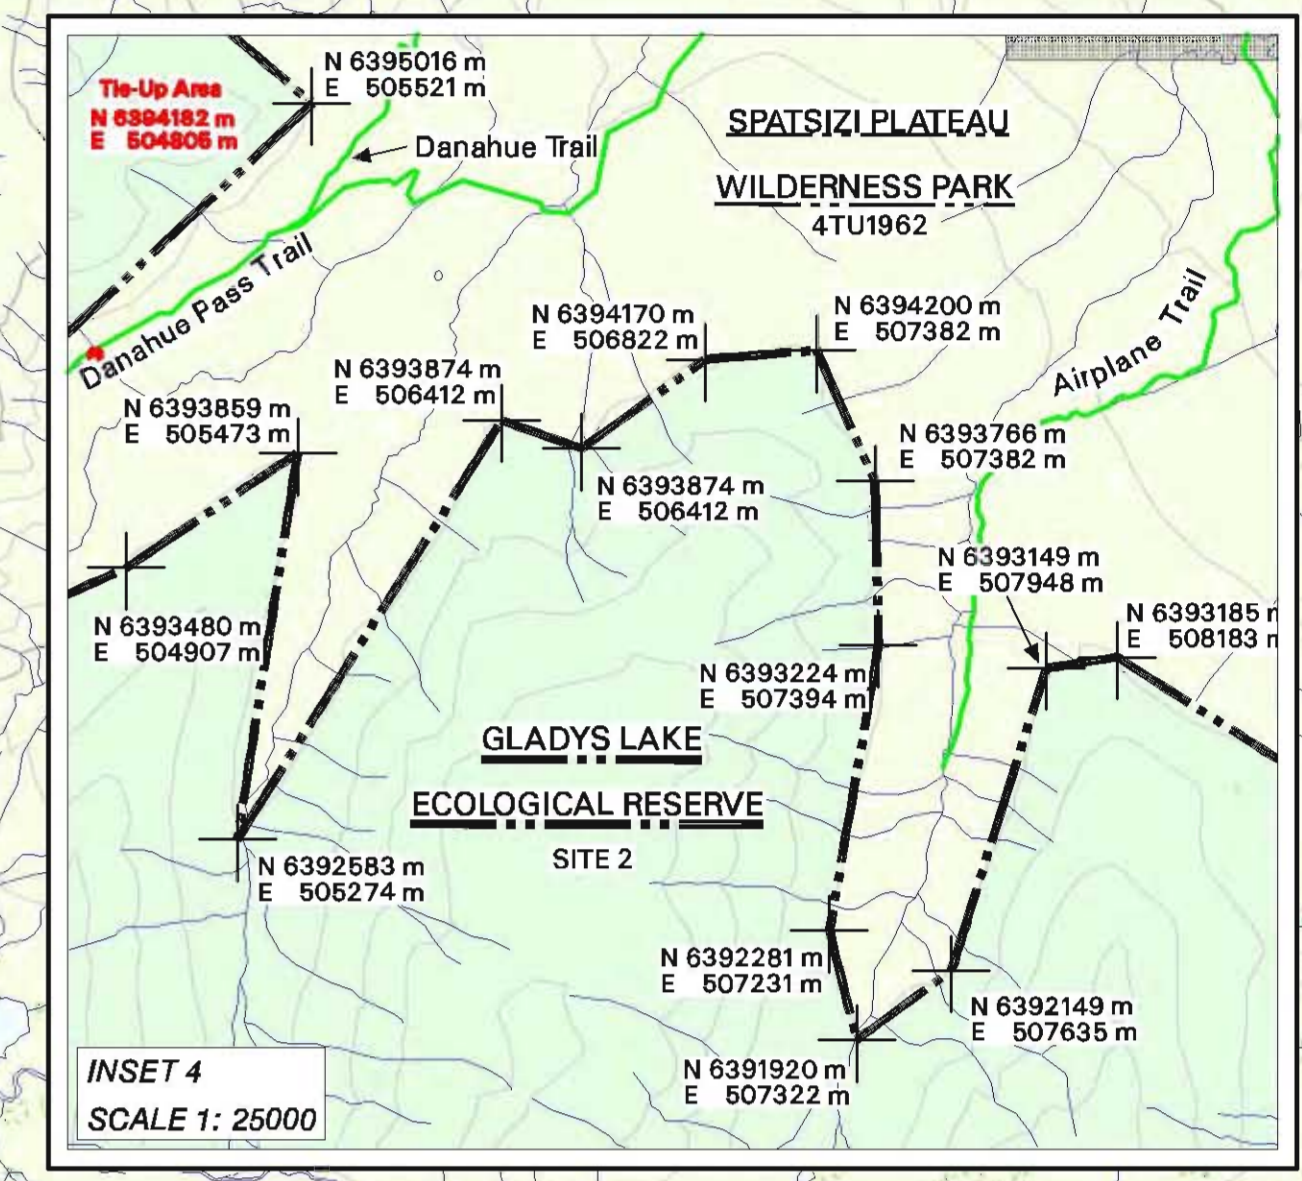 N 6395016 m
E 505521 m
Tie-Up Area
N 6394182 m
E 504805 m
Danahue Trail
SPATSIZI PLATEAU
WILDERNESS PARK
4TU1962
Danahue Pass Trail
Airplane Trail
N 6394170 m
E 506822 m
N 6394200 m
E 507382 m
N 6393874 m
E 506412 m
N 6393859 m
E 505473 m
N 6393766 m
E 507382 m
N 6393874 m
E 506412 m
N 6393149 m
E 507948 m
N 6393185 m
E 508183 m
N 6393480 m
E 504907 m
N 6393224 m
E 507394 m
GLADYS LAKE
ECOLOGICAL RESERVE
SITE 2
N 6392583 m
E 505274 m
N 6392281 m
E 507231 m
N 6392149 m
E 507635 m
N 6391920 m
E 507322 m
INSET 4
SCALE 1: 25000